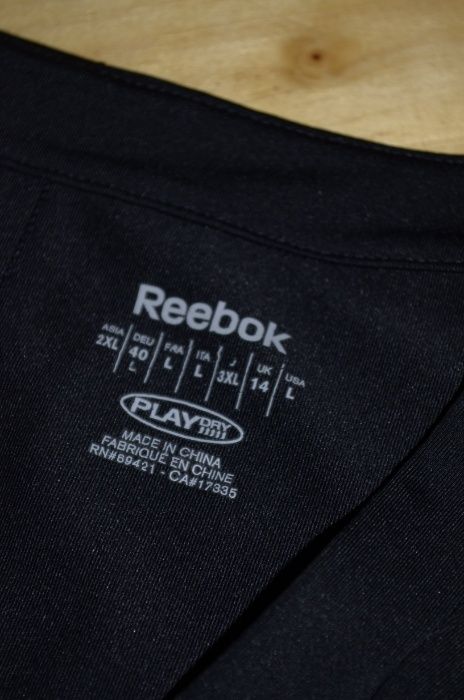 Reebok
ASIA DEU FRA ITA J UK USA
2XL 40 L L L 3XL 14 L
PLAYDRY
MADE IN CHINA
FABRIQUE EN CHINE
RN#89421 - CA#17335